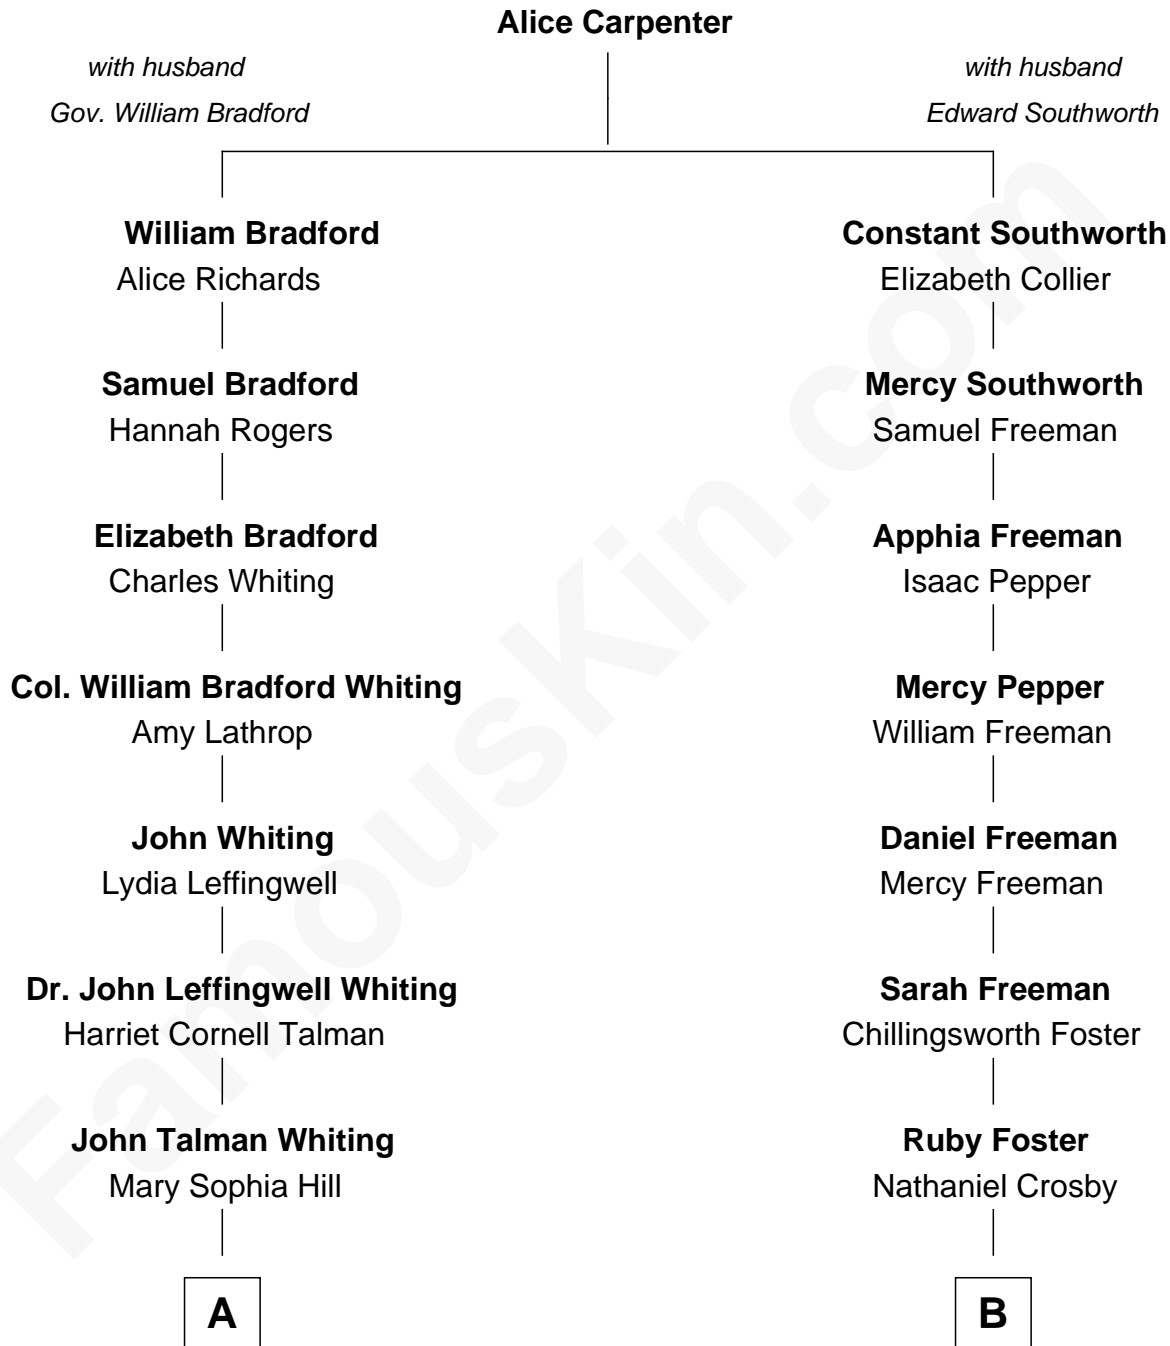 Alice Carpenter
with husband
Gov. William Bradford
with husband
Edward Southworth
William Bradford
Alice Richards
Constant Southworth
Elizabeth Collier
Samuel Bradford
Hannah Rogers
Mercy Southworth
Samuel Freeman
Elizabeth Bradford
Charles Whiting
Apphia Freeman
Isaac Pepper
Col. William Bradford Whiting
Amy Lathrop
Mercy Pepper
William Freeman
John Whiting
Lydia Leffingwell
Daniel Freeman
Mercy Freeman
Dr. John Leffingwell Whiting
Harriet Cornell Talman
Sarah Freeman
Chillingsworth Foster
John Talman Whiting
Mary Sophia Hill
Ruby Foster
Nathaniel Crosby
A
B
FamousKin.com